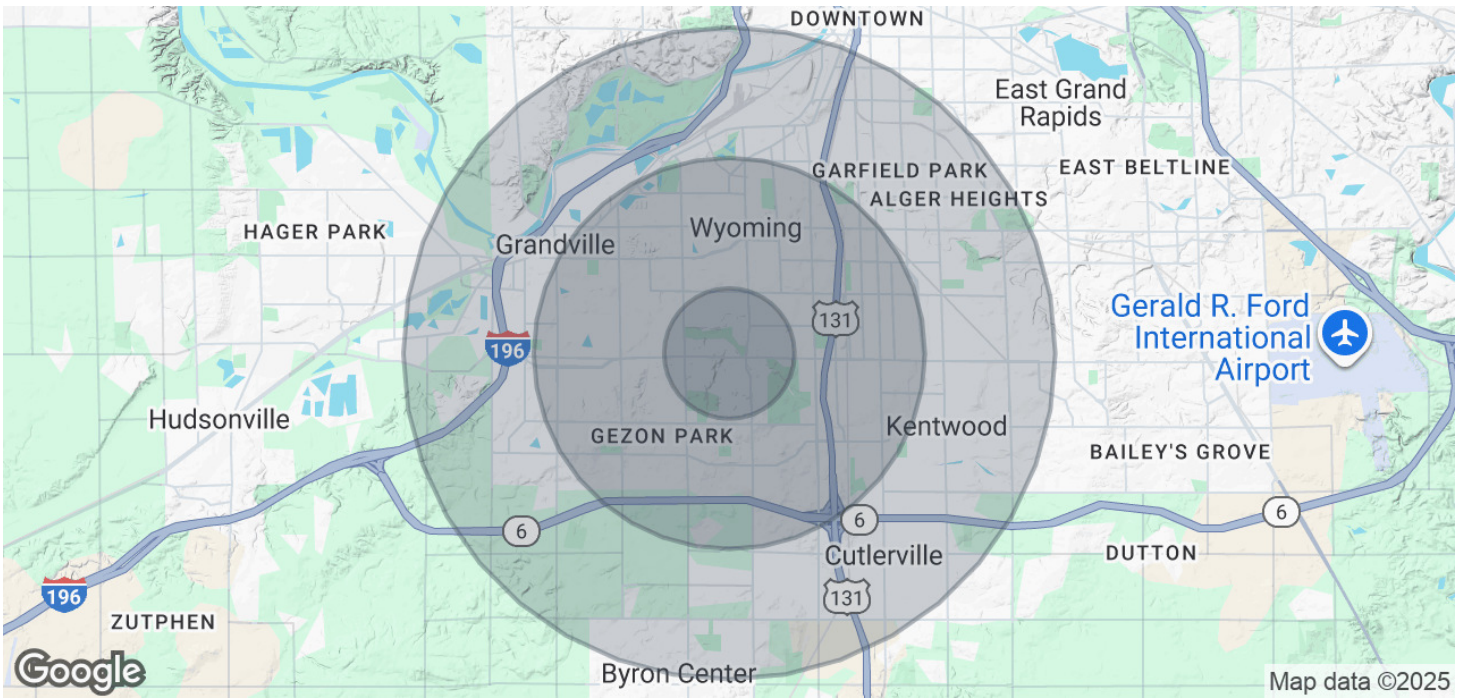 DOWNTOWN
East Grand
Rapids
EAST BELTLINE
GARFIELD PARK
ALGER HEIGHTS
Wyoming
HAGER PARK
Grandville
Gerald R. Ford
International
Airport
131
196
Hudsonville
GEZON PARK
Kentwood
BAILEY'S GROVE
6
6
6
DUTTON
Cutlerville
196
131
ZUTPHEN
Byron Center
Google
Map data ©2025